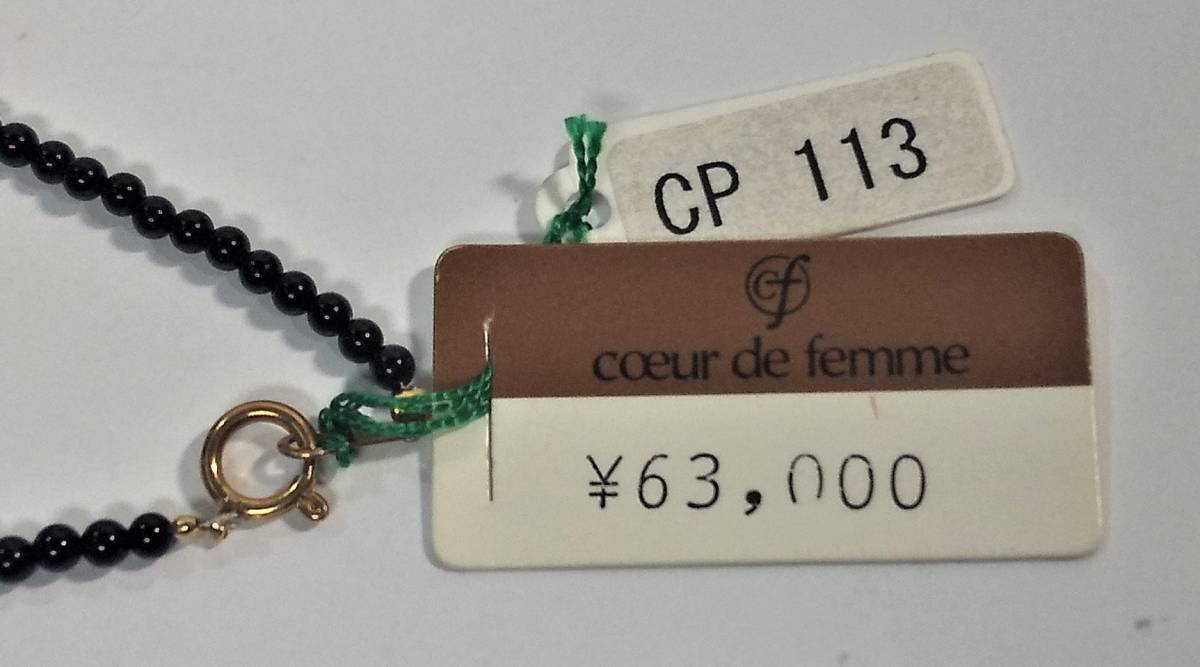 CP 113
cf
cœur de femme
¥63,000